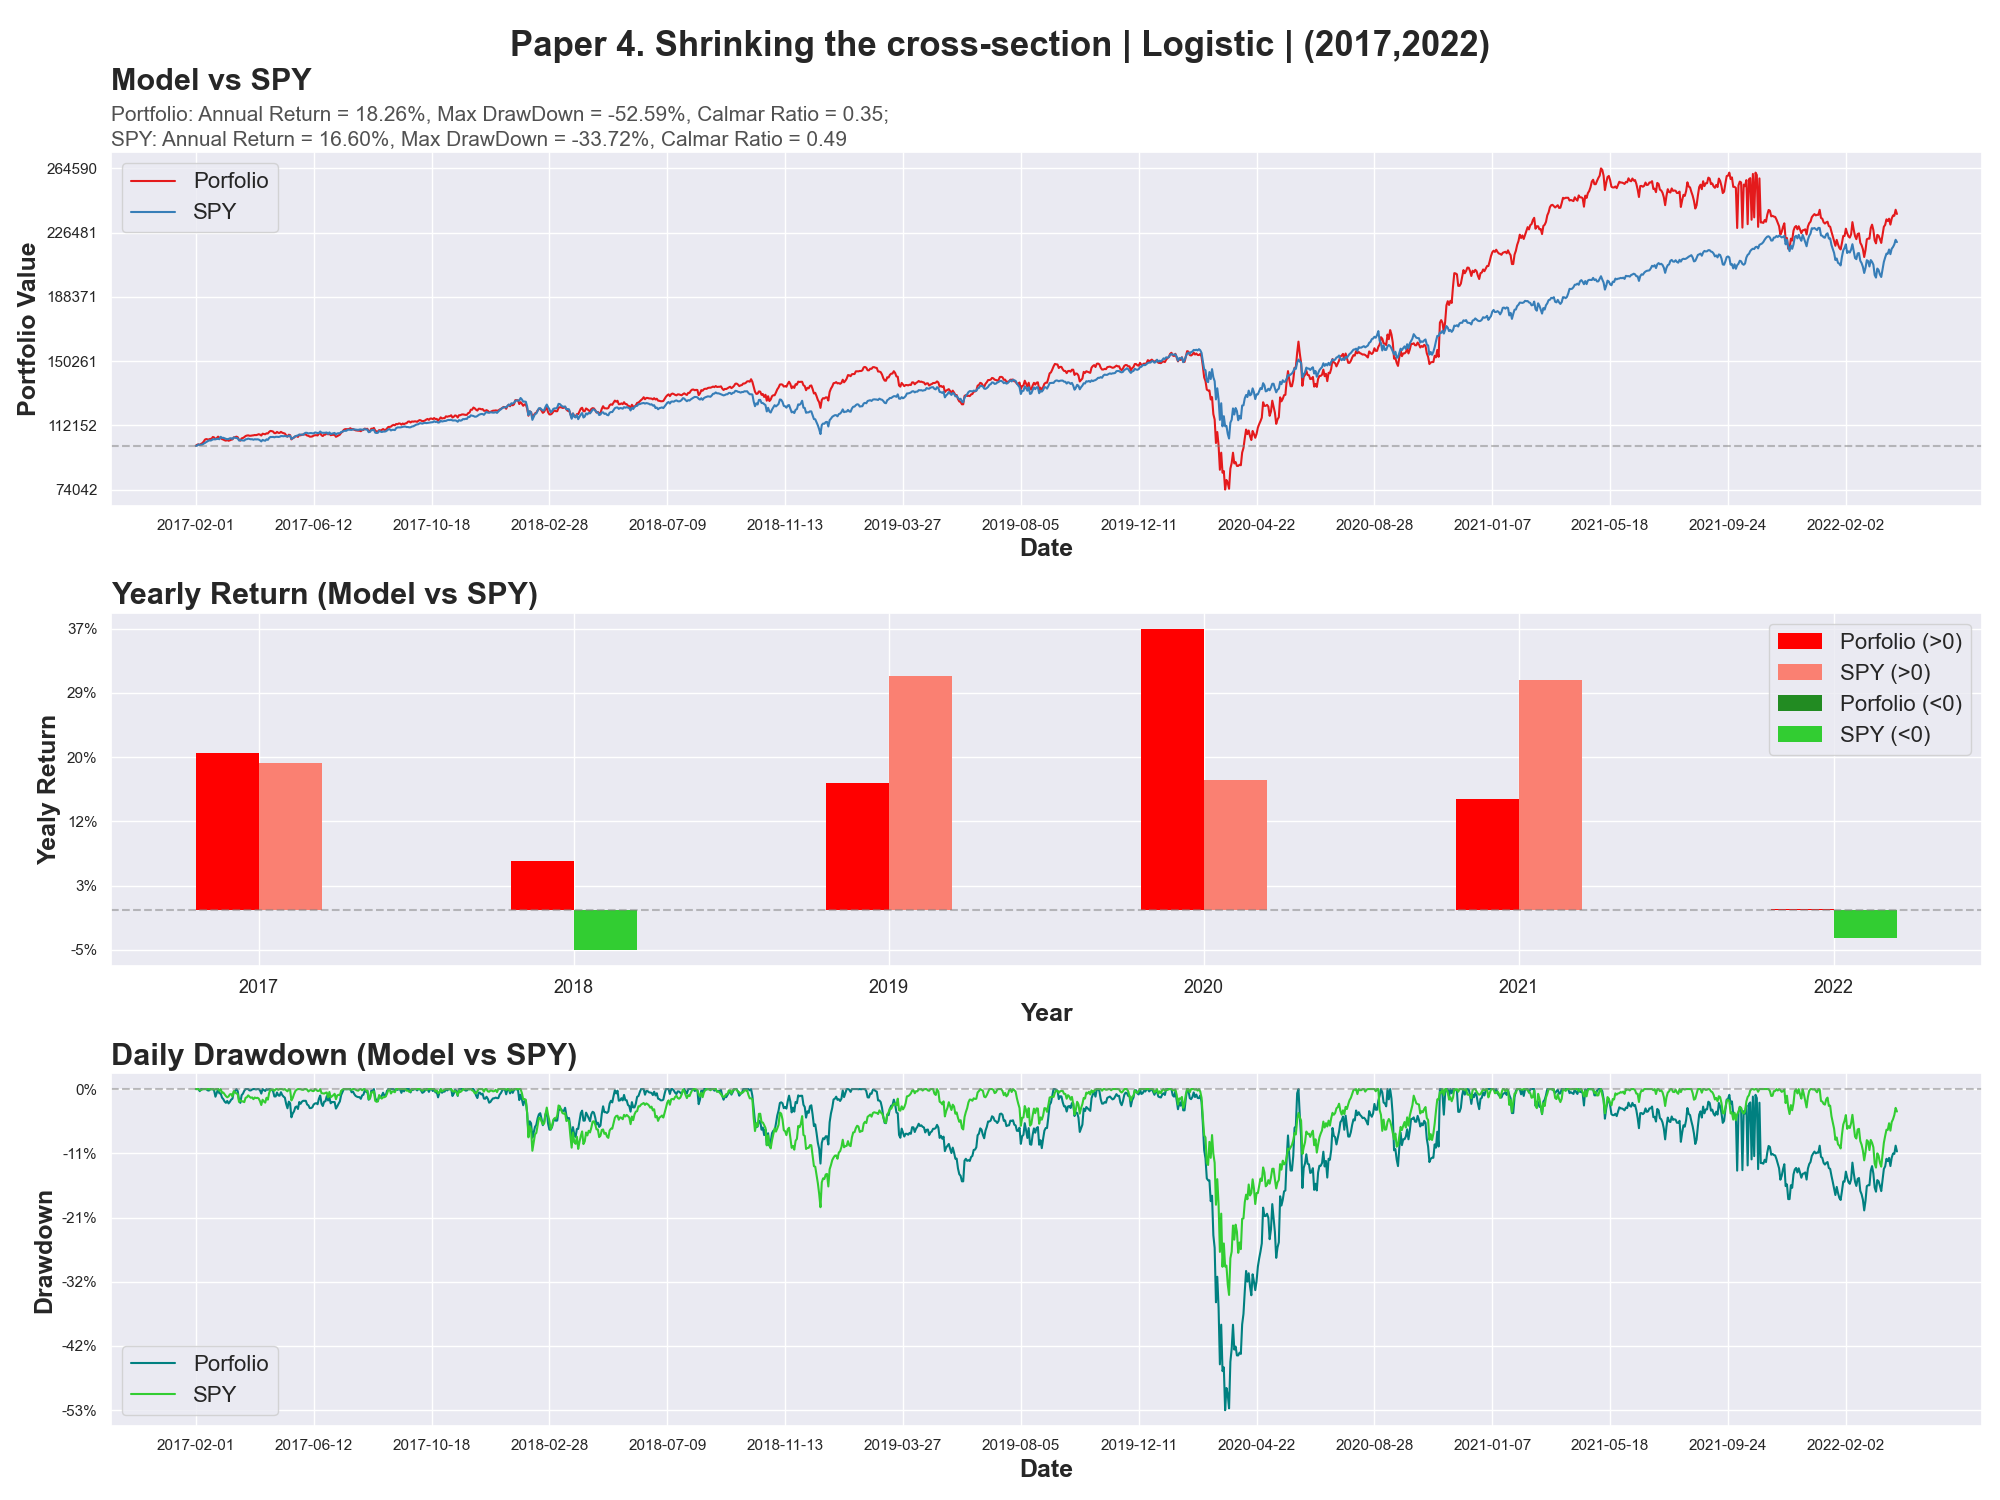 Paper 4. Shrinking the cross-section | Logistic | (2017,2022)
Model vs SPY
Portfolio: Annual Return = 18.26%, Max DrawDown = -52.59%, Calmar Ratio = 0.35;
SPY: Annual Return = 16.60%, Max DrawDown = -33.72%, Calmar Ratio = 0.49
Portfolio Value
264590
226481
188371
150261
112152
74042
Porfolio
SPY
2017-02-01 2017-06-12 2017-10-18 2018-02-28 2018-07-09 2018-11-13 2019-03-27 2019-08-05 2019-12-11 2020-04-22 2020-08-28 2021-01-07 2021-05-18 2021-09-24 2022-02-02
Date
Yearly Return (Model vs SPY)
Yealy Return
37%
29%
20%
12%
3%
-5%
Porfolio (>0)
SPY (>0)
Porfolio (<0)
SPY (<0)
2017 2018 2019 2020 2021 2022
Year
Daily Drawdown (Model vs SPY)
Drawdown
0%
-11%
-21%
-32%
-42%
-53%
Porfolio
SPY
2017-02-01 2017-06-12 2017-10-18 2018-02-28 2018-07-09 2018-11-13 2019-03-27 2019-08-05 2019-12-11 2020-04-22 2020-08-28 2021-01-07 2021-05-18 2021-09-24 2022-02-02
Date